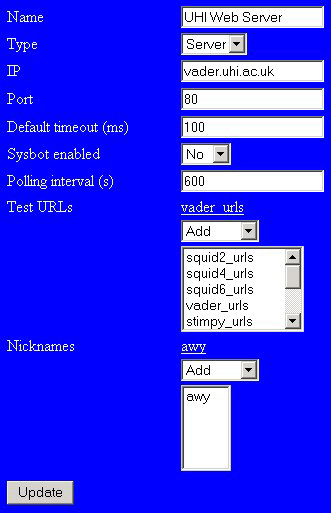 Name UHI Web Server
Type Server
IP vader.uhi.ac.uk
Port 80
Default timeout (ms) 100
Sysbot enabled No
Polling interval (s) 600
Test URLs vader_urls
Add
squid2_urls
squid4_urls
squid6_urls
vader_urls
stimpy_urls
Nicknames awy
Add
awy
Update